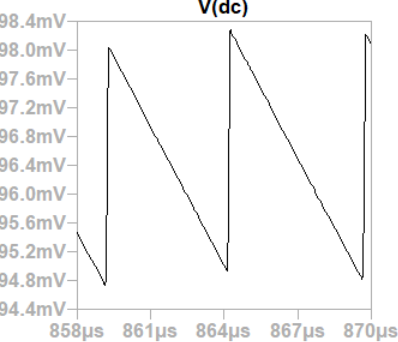 V(dc)
98.4mV
98.0mV
97.6mV
97.2mV
96.8mV
96.4mV
96.0mV
95.6mV
95.2mV
94.8mV
94.4mV
858µs 861µs 864µs 867µs 870µs